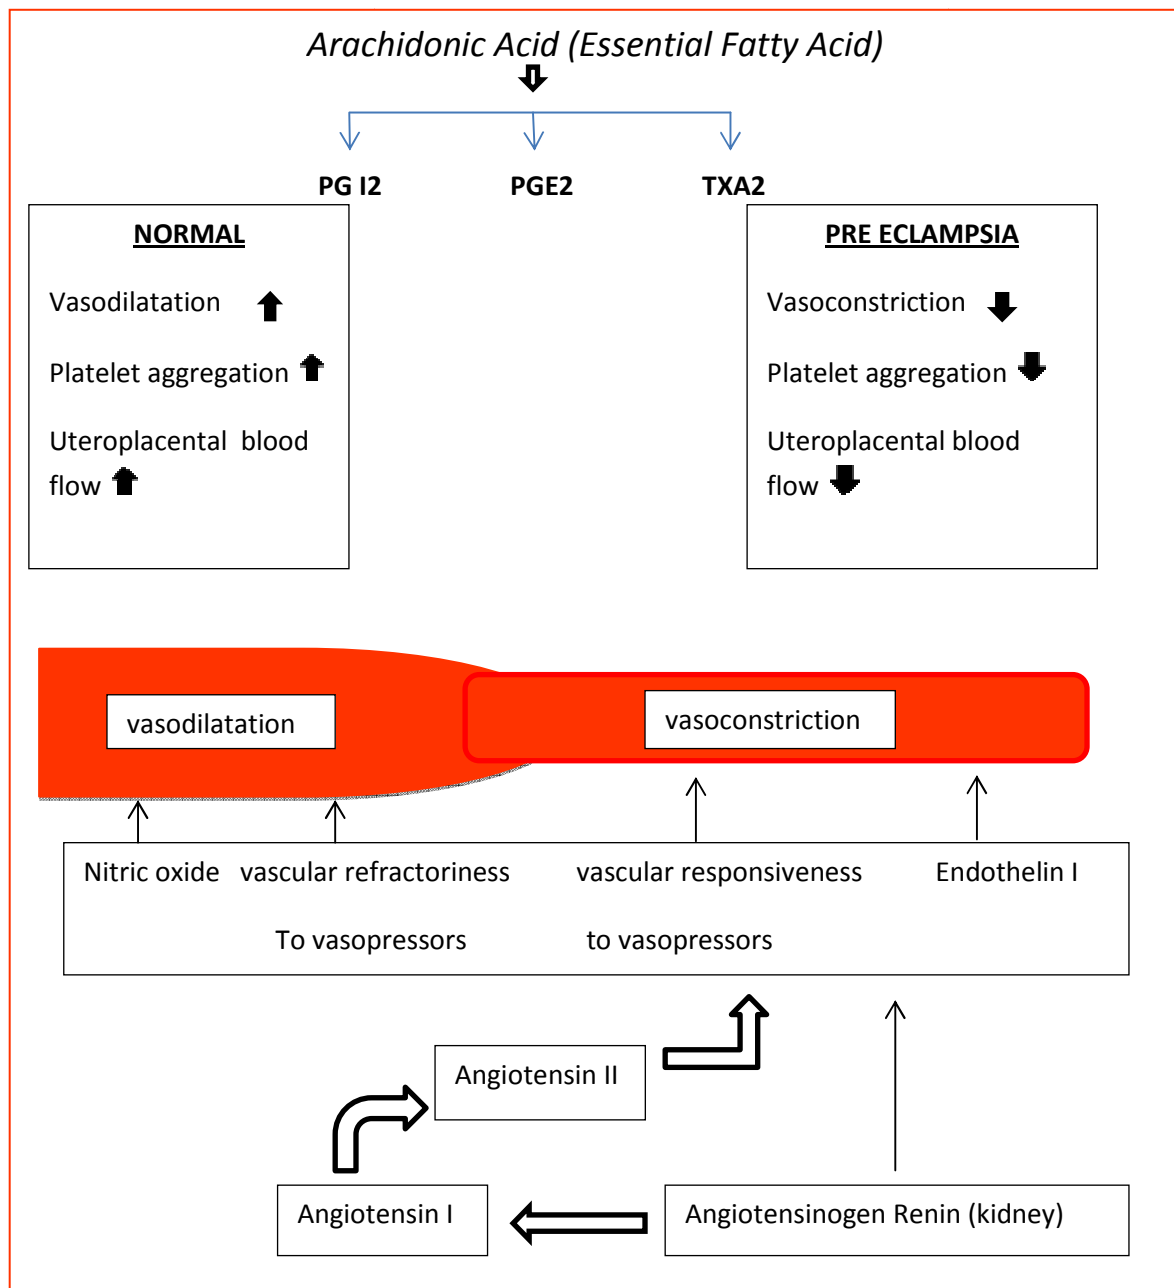 Arachidonic Acid (Essential Fatty Acid)
PG I2 PGE2 TXA2
NORMAL
Vasodilatation
Platelet aggregation
Uteroplacental blood
flow
PRE ECLAMPSIA
Vasoconstriction
Platelet aggregation
Uteroplacental blood
flow
vasodilatation
vasoconstriction
Nitric oxide vascular refractoriness vascular responsiveness Endothelin I
To vasopressors to vasopressors
Angiotensin II
Angiotensin I
Angiotensinogen Renin (kidney)